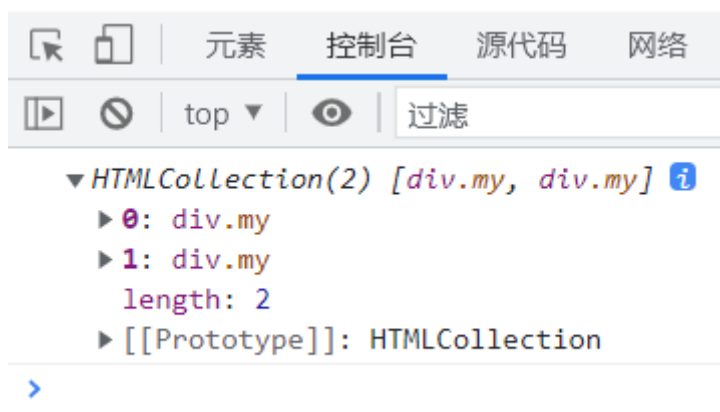 元素 控制台 源代码 网络
top 过滤
HTMLCollection(2) [div.my, div.my] i
0: div.my
1: div.my
length: 2
[[Prototype]]: HTMLCollection